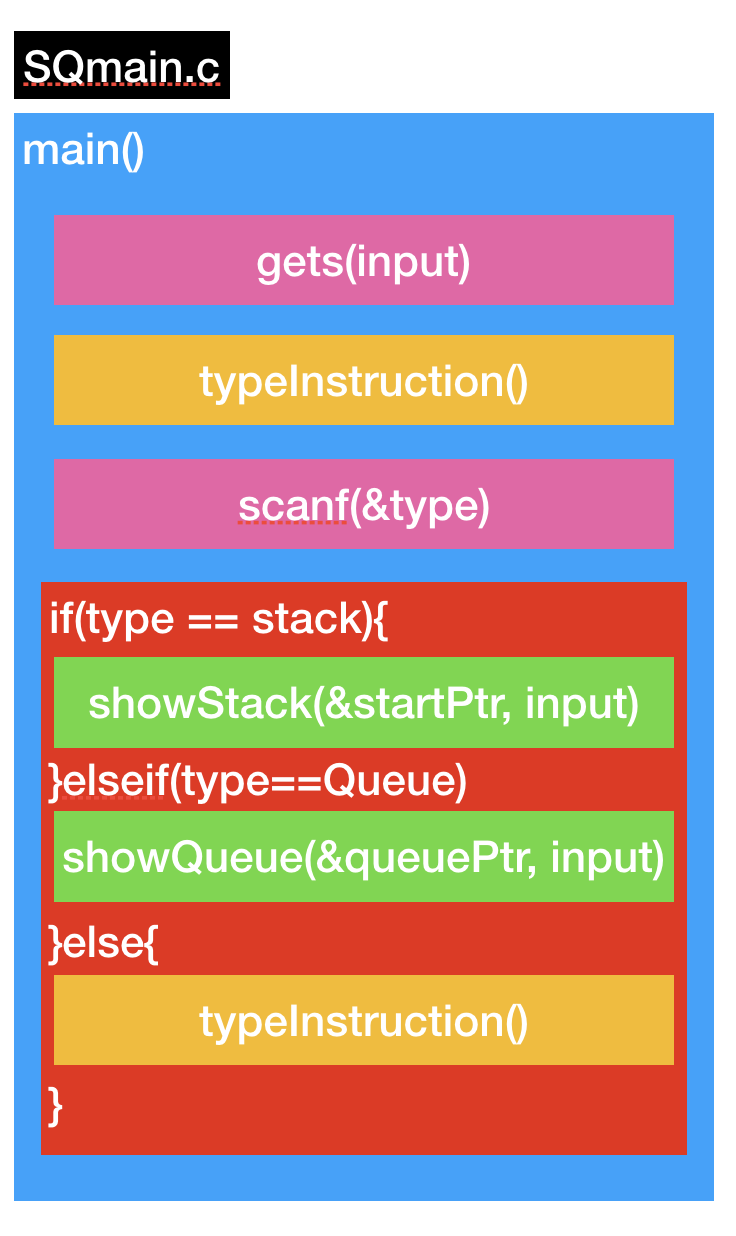 SQmain.c
main()
gets(input)
typeInstruction()
scanf(&type)
if(type == stack){
showStack(&startPtr, input)
}elseif(type==Queue)
showQueue(&queuePtr, input)
}else{
typeInstruction()
}